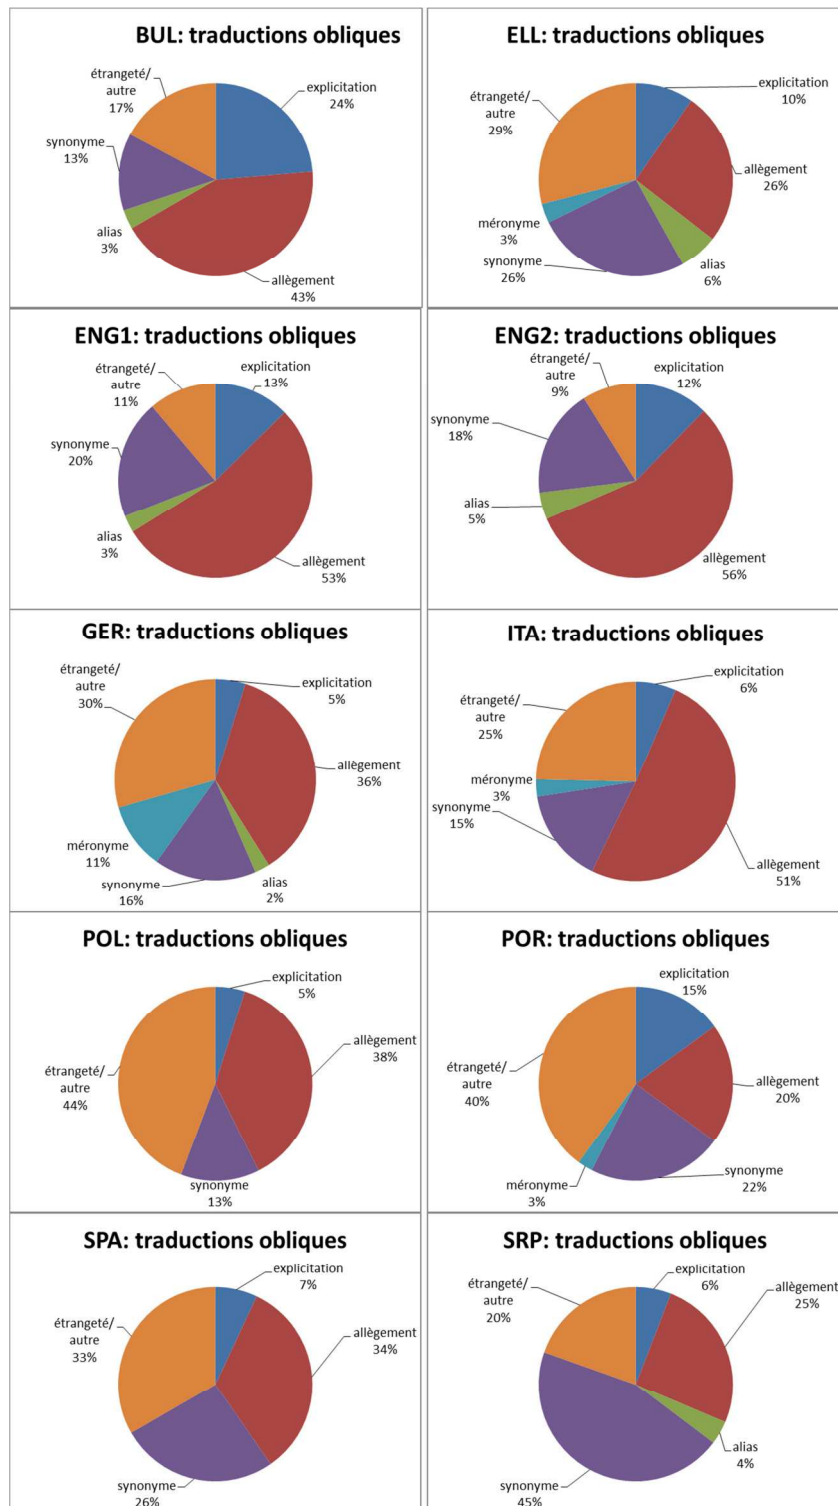 BUL: traductions obliques
étrangeté/
autre
17%
explicitation
24%
synonyme
13%
alias
3%
allègement
43%
ELL: traductions obliques
étrangeté/
autre
29%
explicitation
10%
allègement
26%
méronyme
3%
synonyme
26%
alias
6%
ENG1: traductions obliques
étrangeté/
autre
11%
explicitation
13%
synonyme
20%
alias
3%
allègement
53%
ENG2: traductions obliques
étrangeté/
autre
9%
explicitation
12%
synonyme
18%
alias
5%
allègement
56%
GER: traductions obliques
étrangeté/
autre
30%
explicitation
5%
allègement
36%
méronyme
11%
synonyme
16%
alias
2%
ITA: traductions obliques
explicitation
6%
étrangeté/
autre
25%
méronyme
3%
synonyme
15%
allègement
51%
POL: traductions obliques
explicitation
5%
allègement
38%
étrangeté/
autre
44%
synonyme
13%
POR: traductions obliques
explicitation
15%
étrangeté/
autre
40%
allègement
20%
méronyme
3%
synonyme
22%
SPA: traductions obliques
explicitation
7%
étrangeté/
autre
33%
allègement
34%
synonyme
26%
SRP: traductions obliques
étrangeté/
autre
20%
explicitation
6%
allègement
25%
alias
4%
synonyme
45%